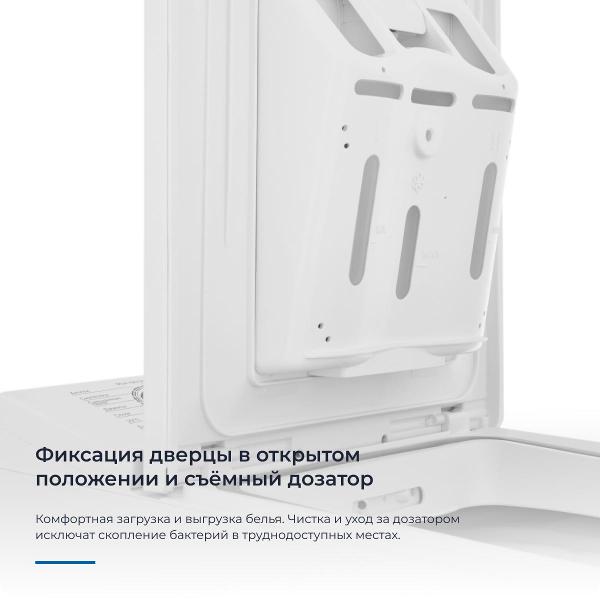 Фиксация дверцы в открытом
положении и съёмный дозатор
Комфортная загрузка и выгрузка белья. Чистка и уход за дозатором
исключат скопление бактерий в труднодоступных местах.